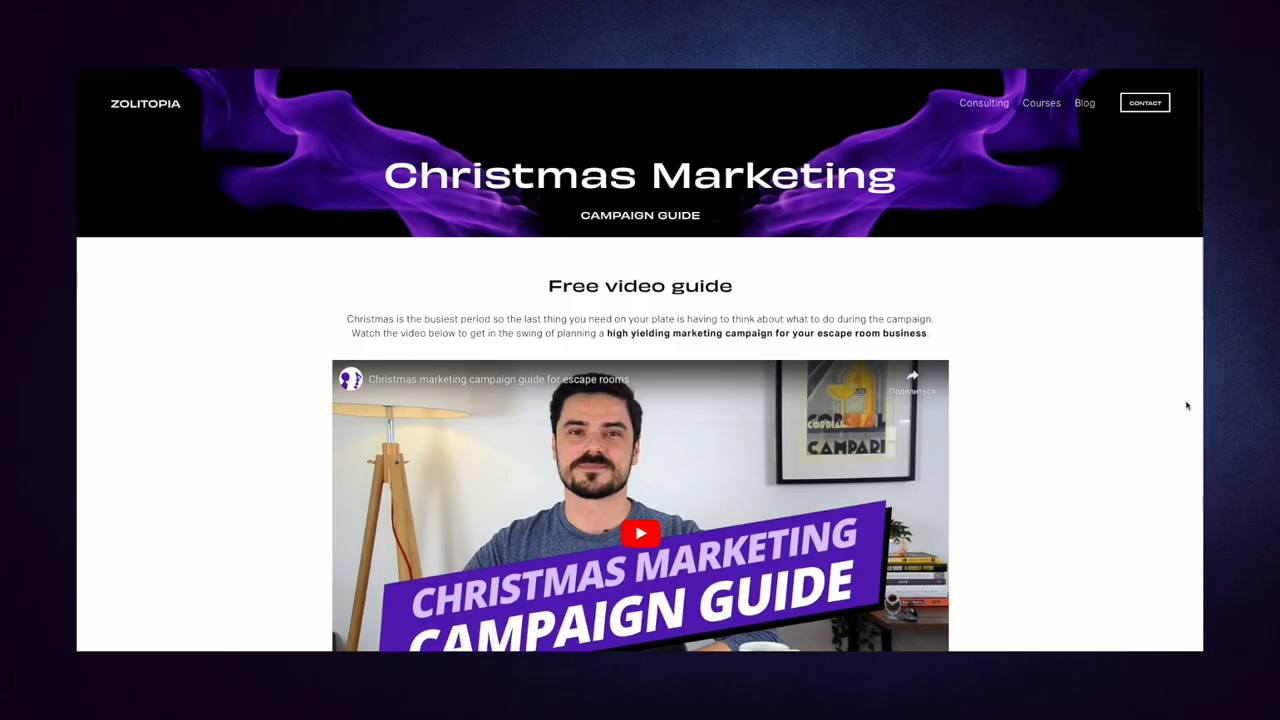 ZOLITOPIA
Consulting Courses Blog CONTACT
Christmas Marketing
CAMPAIGN GUIDE
Free video guide
Christmas is the busiest period so the last thing you need on your plate is having to think about what to do during the campaign.
Watch the video below to get in the swing of planning a high yielding marketing campaign for your escape room business.
Christmas marketing campaign guide for escape rooms
Поделиться
CORDIAL
CAMPARI
CHRISTMAS MARKETING
CAMPAIGN GUIDE